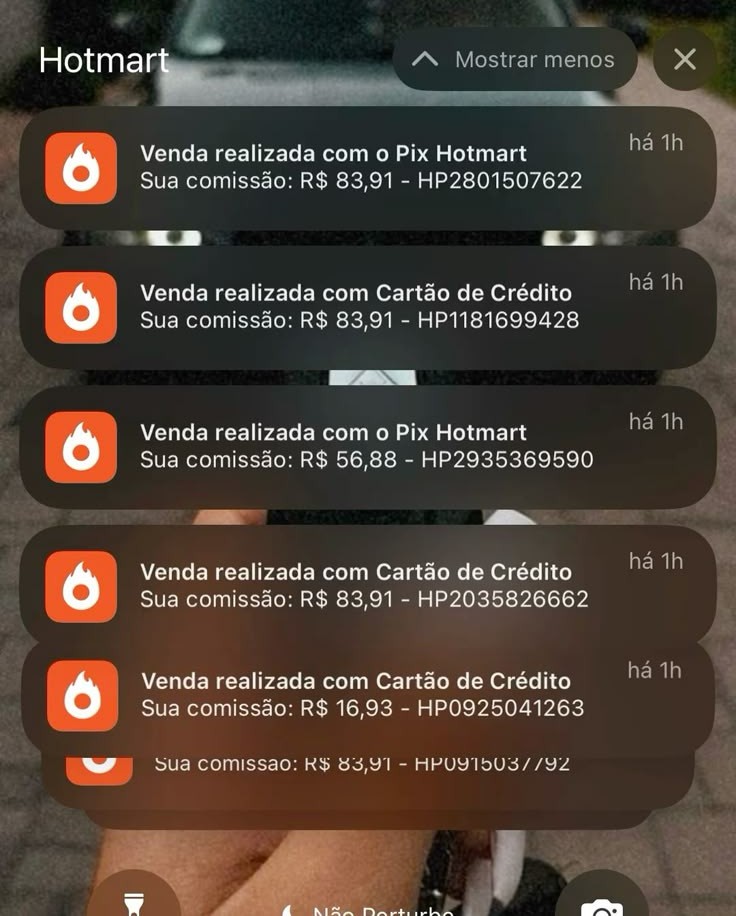 Hotmart
Mostrar menos
Venda realizada com o Pix Hotmart
há 1h
Sua comissão: R$ 83,91 - HP2801507622
Venda realizada com Cartão de Crédito
há 1h
Sua comissão: R$ 83,91 - HP1181699428
Venda realizada com o Pix Hotmart
há 1h
Sua comissão: R$ 56,88 - HP2935369590
Venda realizada com Cartão de Crédito
há 1h
Sua comissão: R$ 83,91 - HP2035826662
Venda realizada com Cartão de Crédito
há 1h
Sua comissão: R$ 16,93 - HP0925041263
Sua comissão: R$ 83,91 - HP0915037792
Não Perturbe